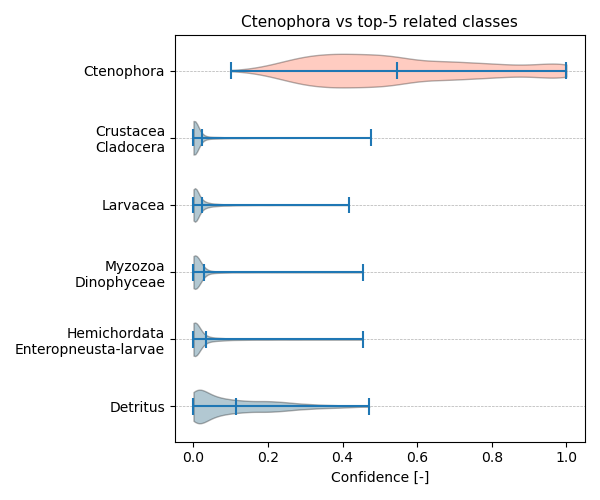 Ctenophora vs top-5 related classes
Ctenophora
Crustacea
Cladocera
Larvacea
Myzozoa
Dinophyceae
Hemichordata
Enteropneusta-larvae
Detritus
0.0 0.2 0.4 0.6 0.8 1.0
Confidence [-]